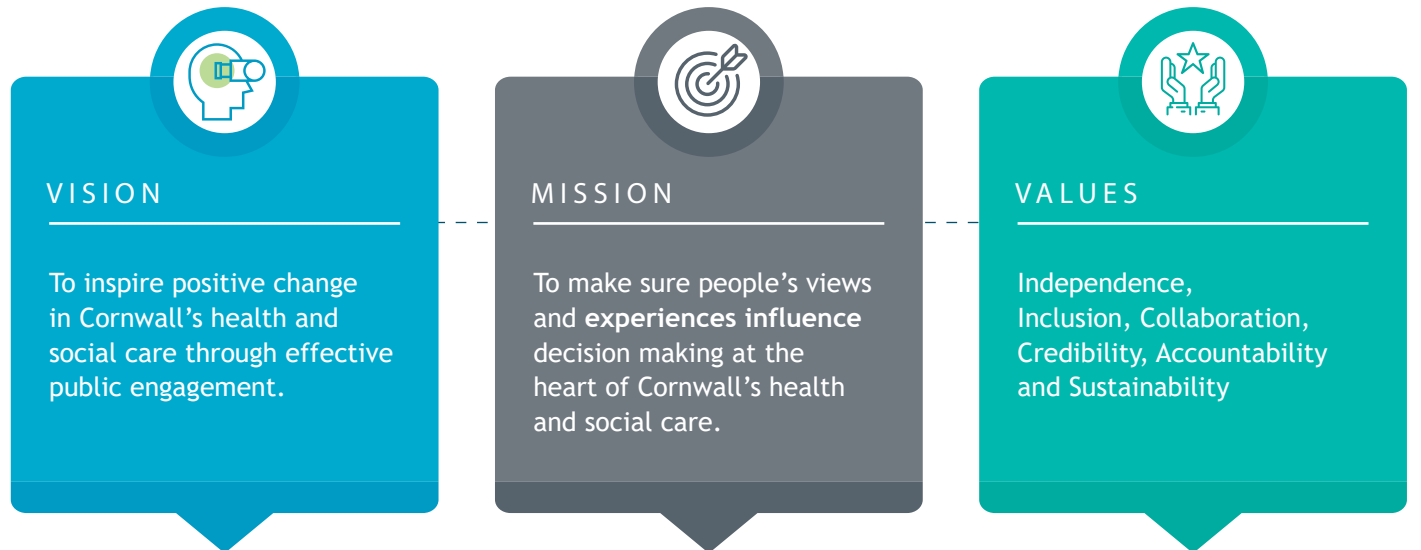 VISION
To inspire positive change
in Cornwall’s health and
social care through effective
public engagement.
MISSION
To make sure people’s views
and experiences influence
decision making at the
heart of Cornwall’s health
and social care.
VALUES
Independence,
Inclusion, Collaboration,
Credibility, Accountability
and Sustainability